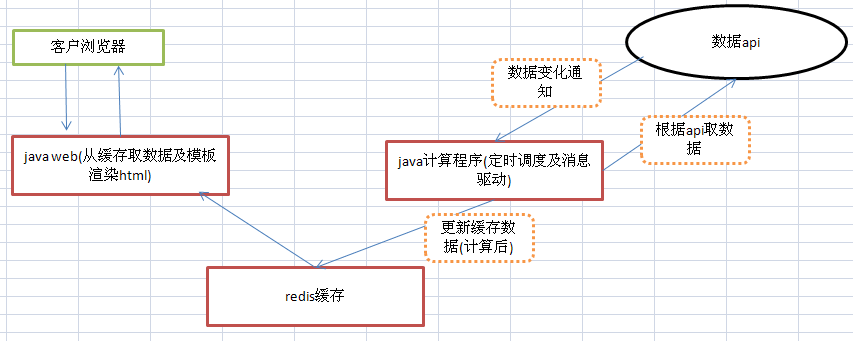 客户浏览器
数据api
数据变化通
知
根据api取数
据
java web(从缓存取数据及模板
渲染html)
java计算程序(定时调度及消息
驱动)
更新缓存数
据(计算后)
redis缓存